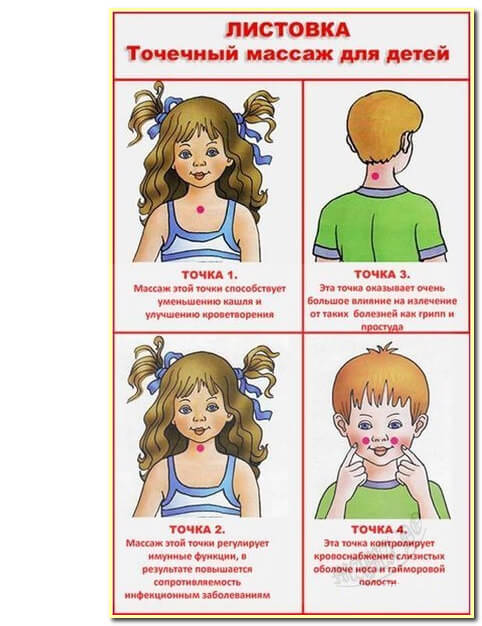 ЛИСТОВКА
Точечный массаж для детей
ТОЧКА 1.
Массаж этой точки способствует
уменьшению кашля и
улучшению кроветворения
ТОЧКА 3.
Эта точка оказывает очень
большое влияние на излечение
от таких болезней как грипп и
простуда
ТОЧКА 2.
Массаж этой точки регулирует
имунные функции, в
результате повышается
сопротивляемость
инфекционным заболеваниям
ТОЧКА 4.
Эта точка контролирует
кровоснабжение слизистых
оболоче носа и гайморовой
полости